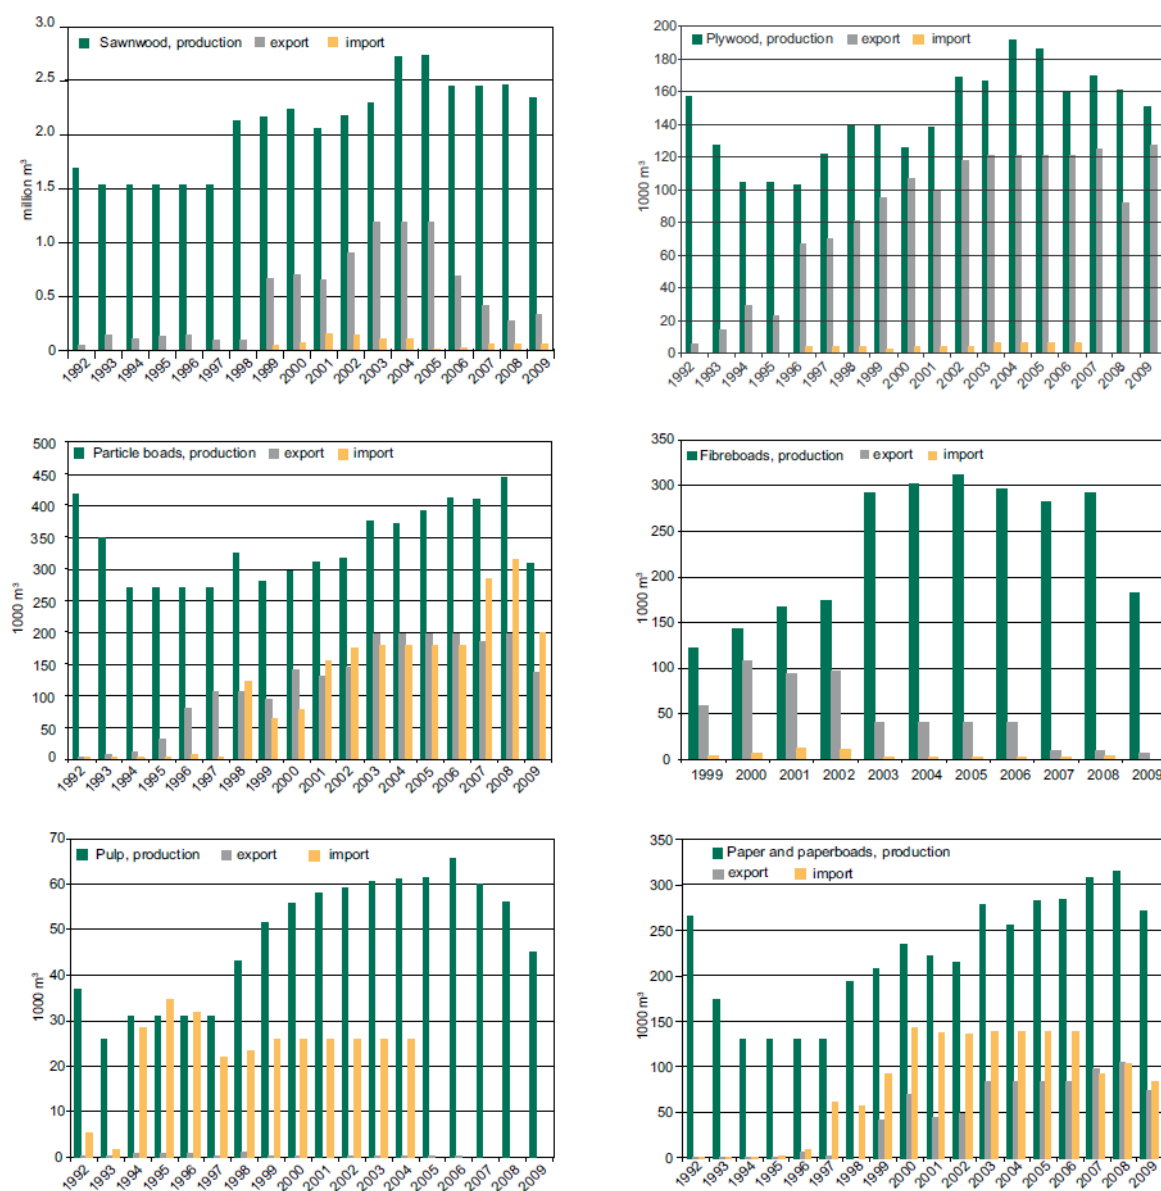 Sawnwood, production export import
million m³
3.0
2.5
2.0
1.5
1.0
0.5
0
1992 1993 1994 1995 1996 1997 1998 1999 2000 2001 2002 2003 2004 2005 2006 2007 2008 2009
Plywood, production export import
1000 m³
200
180
160
140
120
100
80
60
40
20
0
1992 1993 1994 1995 1996 1997 1998 1999 2000 2001 2002 2003 2004 2005 2006 2007 2008 2009
Particle boads, production export import
1000 m³
500
450
400
350
300
250
200
150
100
50
0
1992 1993 1994 1995 1996 1997 1998 1999 2000 2001 2002 2003 2004 2005 2006 2007 2008 2009
Fibreboads, production export import
1000 m³
350
300
250
200
150
100
50
0
1999 2000 2001 2002 2003 2004 2005 2006 2007 2008 2009
Pulp, production export import
1000 m³
70
60
50
40
30
20
10
0
1992 1993 1994 1995 1996 1997 1998 1999 2000 2001 2002 2003 2004 2005 2006 2007 2008 2009
Paper and paperboads, production
export import
1000 m³
350
300
250
200
150
100
50
0
1992 1993 1994 1995 1996 1997 1998 1999 2000 2001 2002 2003 2004 2005 2006 2007 2008 2009